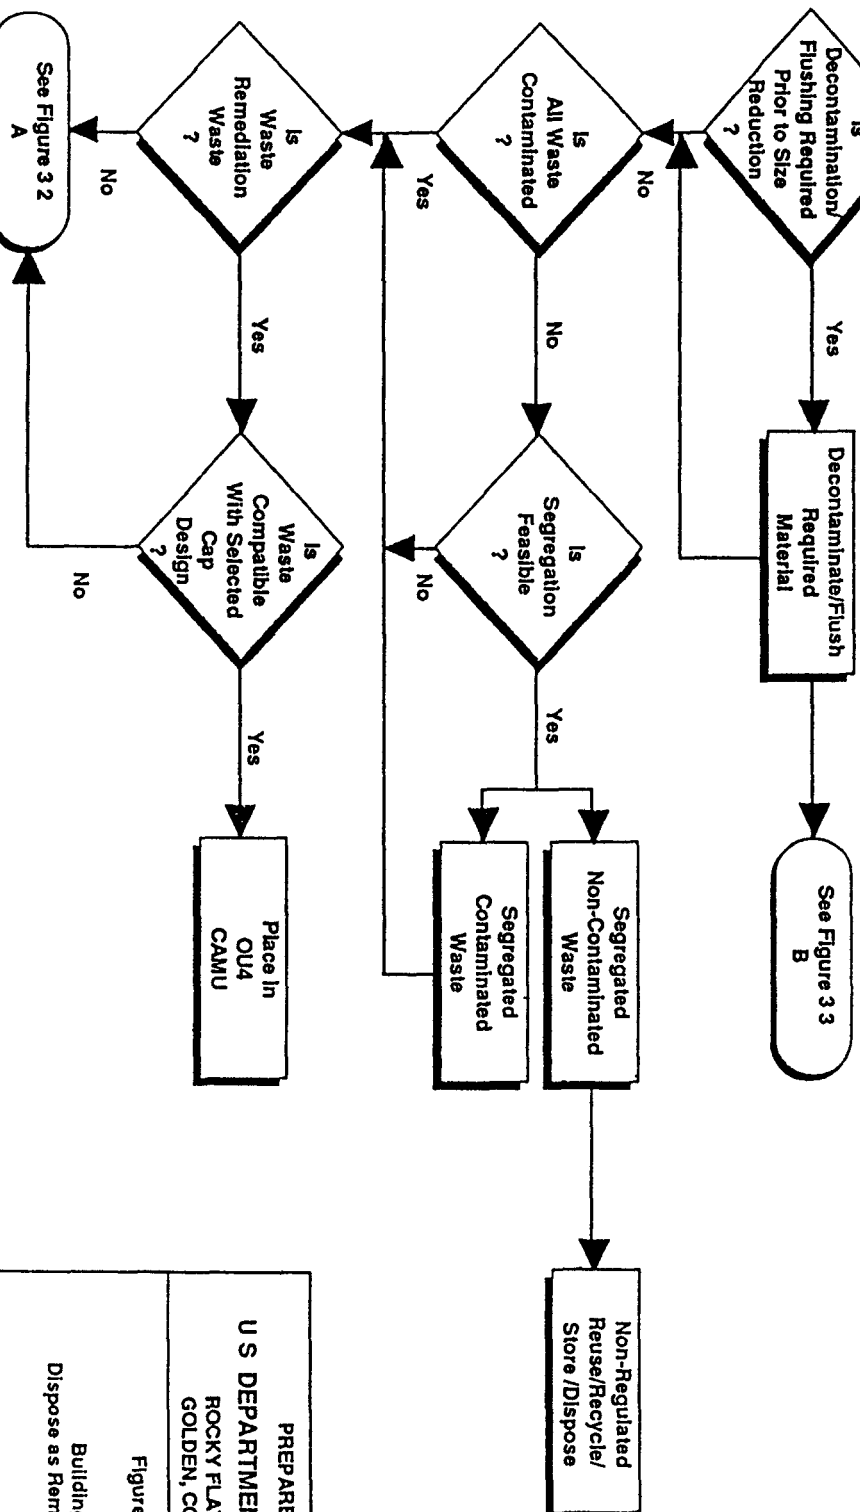 Is
Decontamination/
Flushing Required
Prior to Size
Reduction
?
Yes
Decontaminate/Flush
Required
Material
See Figure 3 3
B
No
Is
All Waste
Contaminated
?
No
Is
Segregation
Feasible
?
Yes
Segregated
Non-Contaminated
Waste
Non-Regulated
Reuse/Recycle/
Store /Dispose
Segregated
Contaminated
Waste
Yes
No
Is
Waste
Remediation
Waste
?
Yes
Is
Waste
Compatible
With Selected
Cap
Design
?
Yes
Place in
OU4
CAMU
No
No
See Figure 3 2
A
PREPARE
U S DEPARTMEN
ROCKY FLA
GOLDEN, CO
Figure
Buildin
Dispose as Rem